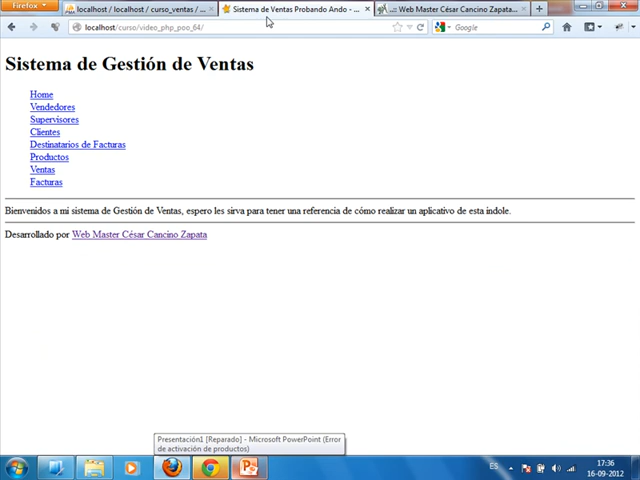 Firefox
localhost / localhost / curso_ventas / ...
Sistema de Ventas Probando Ando - ...
..:: Web Master César Cancino Zapata...
localhost/curso/video_php_poo_64/
Google
Sistema de Gestión de Ventas
Home
Vendedores
Supervisores
Clientes
Destinatarios de Facturas
Productos
Ventas
Facturas
Bienvenidos a mi sistema de Gestión de Ventas, espero les sirva para tener una referencia de cómo realizar un aplicativo de esta indole.
Desarrollado por Web Master César Cancino Zapata
Presentación1 [Reparado] - Microsoft PowerPoint (Error
de activación de productos)
ES
17:36
16-09-2012